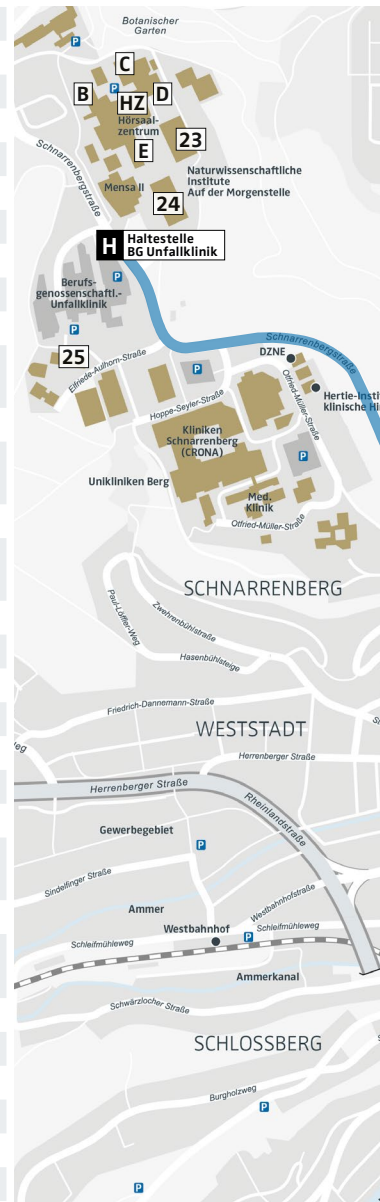 Botanischer
Garten
P
C
P
B
HZ
D
Hörsaal-
zentrum
23
E
Schnarrenbergstraße
Mensa II
Naturwissenschaftliche
Institute
Auf der Morgenstelle
24
H
Haltestelle
BG Unfallklinik
P
Berufs-
genossenschaftl.-
Unfallklinik
P
Schnarrenbergstraße
DZNE
25
Elfriede-Aulhorn-Straße
P
Otfried-Müller-Straße
Hoppe-Seyler-Straße
klinische
Kliniken
Schnarrenberg
(CRONA)
P
Unikliniken Berg
Med.
Klinik
Otfried-Müller-Straße
SCHNARRENBERG
Paul-Löffler-Weg
Zwehrenbühlstraße
Hasenbühlsteige
Friedrich-Dannemann-Straße
WESTSTADT
Herrenberger Straße
Herrenberger Straße
Rheinlandstraße
Gewerbegebiet
P
Sindelfinger Straße
Ammer
Westbahnhofstraße
Westbahnhof
P
Schleifmühleweg
Schleifmühleweg
Ammerkanal
Schwärzlocher Straße
SCHLOSSBERG
Burgholzweg
P
P